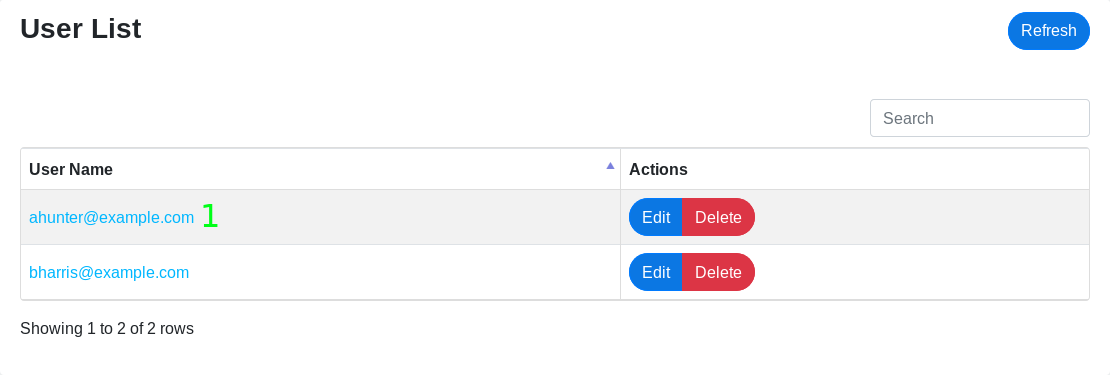 User List
Refresh
Search
User Name Actions
ahunter@example.com 1 Edit Delete
bharris@example.com Edit Delete
Showing 1 to 2 of 2 rows